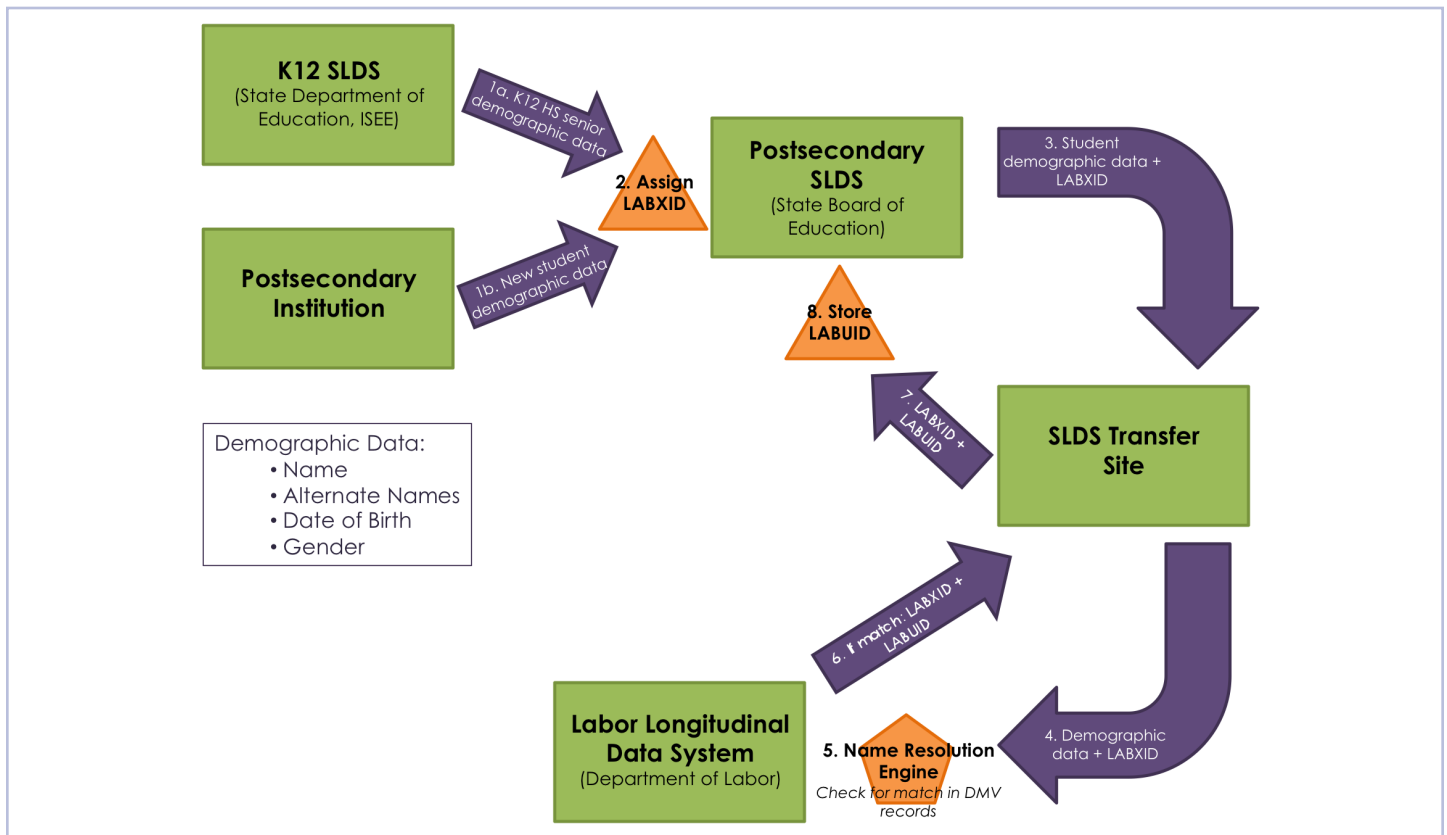 K12 SLDS
(State Department of
Education, ISEE)
1a. K12 HS senior
demographic data
2. Assign
LABXID
Postsecondary
SLDS
(State Board of
Education)
3. Student
demographic data +
LABXID
Postsecondary
Institution
1b. New student
demographic data
8. Store
LABUID
7. LABXID +
LABUID
SLDS Transfer
Site
Demographic Data:
• Name
• Alternate Names
• Date of Birth
• Gender
6. If match: LABXID +
LABUID
Labor Longitudinal
Data System
(Department of Labor)
5. Name Resolution
Engine
Check for match in DMV
records
4. Demographic
data + LABXID